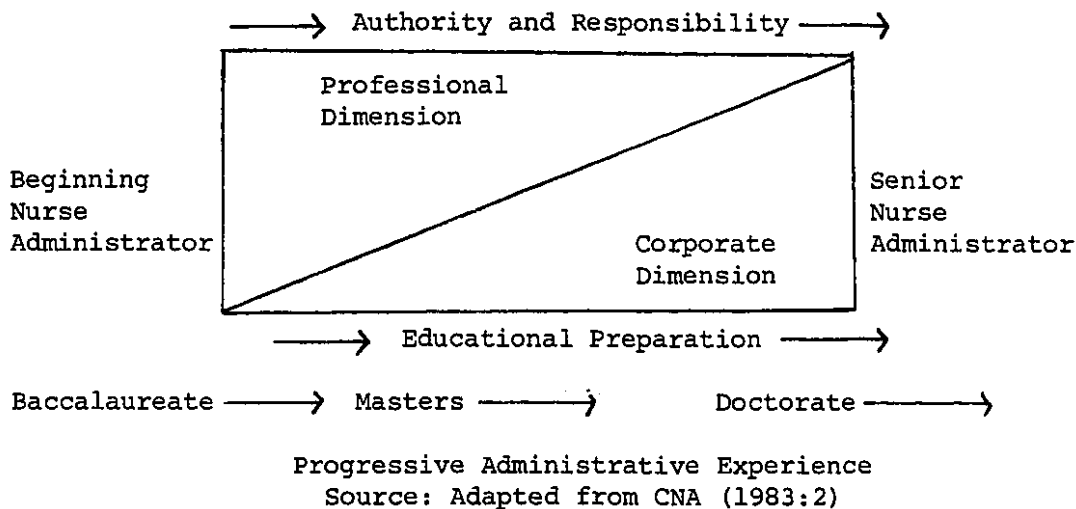 Authority and Responsibility
Professional
Dimension
Beginning
Nurse
Administrator
Senior
Nurse
Administrator
Corporate
Dimension
Educational Preparation
Baccalaureate Masters Doctorate
Progressive Administrative Experience
Source: Adapted from CNA (1983:2)